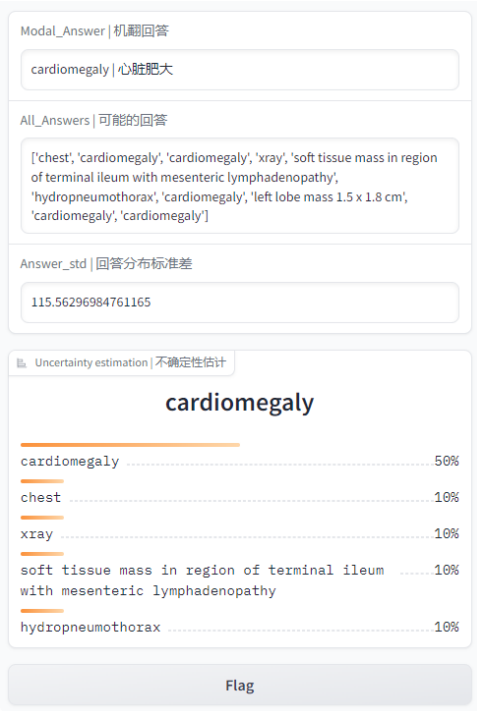 Modal_Answer | 机翻回答
cardiomegaly | 心脏肥大
All_Answers | 可能的回答
['chest', 'cardiomegaly', 'cardiomegaly', 'xray', 'soft tissue mass in region
of terminal ileum with mesenteric lymphadenopathy',
'hydropneumothorax', 'cardiomegaly', 'left lobe mass 1.5 x 1.8 cm',
'cardiomegaly', 'cardiomegaly']
Answer_std | 回答分布标准差
115.56296984761165
Uncertainty estimation | 不确定性估计
cardiomegaly
cardiomegaly 50%
chest 10%
xray 10%
soft tissue mass in region of terminal ileum 10%
with mesenteric lymphadenopathy
hydropneumothorax 10%
Flag